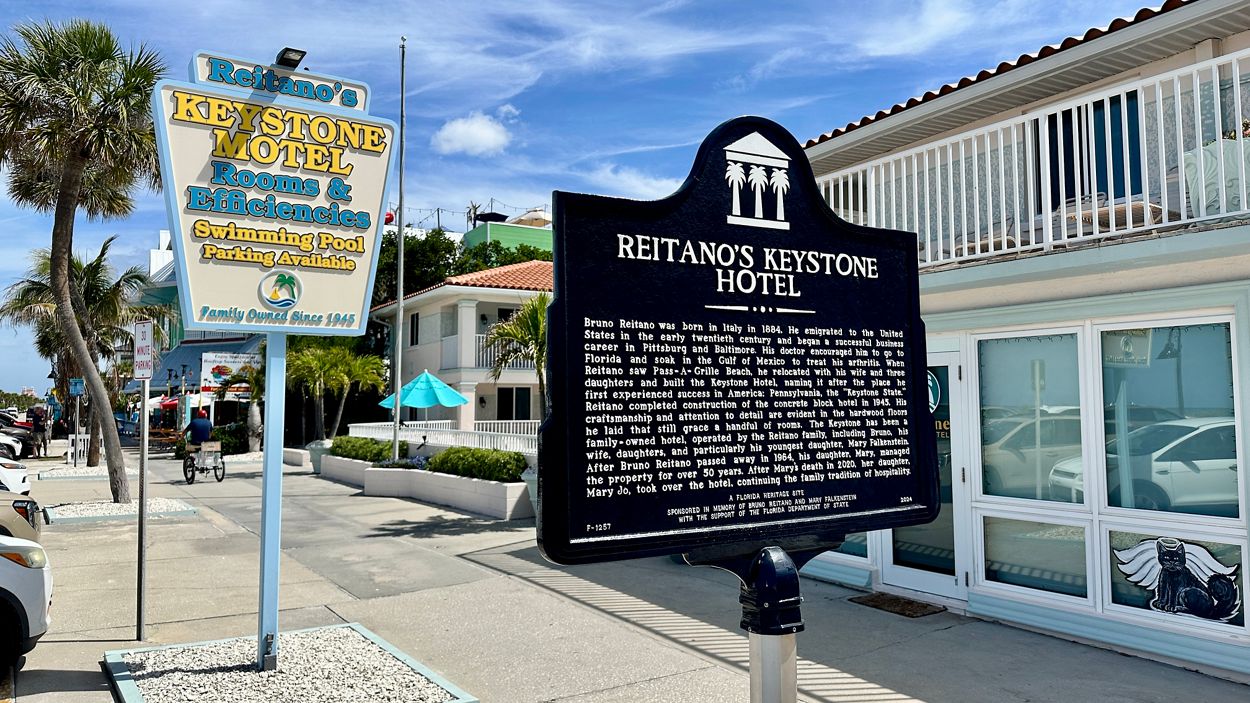 Reitano's
KEYSTONE
MOTEL
Rooms &
Efficiencies
Swimming Pool
Parking Available
Family Owned Since 1945
30
MINUTE
PARKING
REITANO'S KEYSTONE
HOTEL
Bruno Reitano was born in Italy in 1884. He emigrated to the United
States in the early twentieth century and began a successful business
career in Pittsburg and Baltimore. His doctor encouraged him to go to
Florida and soak in the Gulf of Mexico to treat his arthritis. When
Reitano saw Pass-A-Grille Beach, he relocated with his wife and three
daughters and built the Keystone Hotel, naming it after the place he
first experienced success in America: Pennsylvania, the "Keystone State."
Reitano completed construction of the concrete block hotel in 1945. His
craftsmanship and attention to detail are evident in the hardwood floors
he laid that still grace a handful of rooms. The Keystone has been a
family-owned hotel, operated by the Reitano family, including Bruno, his
wife, daughters, and particularly his youngest daughter, Mary Falkenstein.
After Bruno Reitano passed away in 1964, his daughter, Mary, managed
the property for over 50 years. After Mary's death in 2020, her daughter,
Mary Jo, took over the hotel, continuing the family tradition of hospitality.
A FLORIDA HERITAGE SITE
SPONSORED IN MEMORY OF BRUNO REITANO AND MARY FALKENSTEIN
WITH THE SUPPORT OF THE FLORIDA DEPARTMENT OF STATE
F-1257
2024